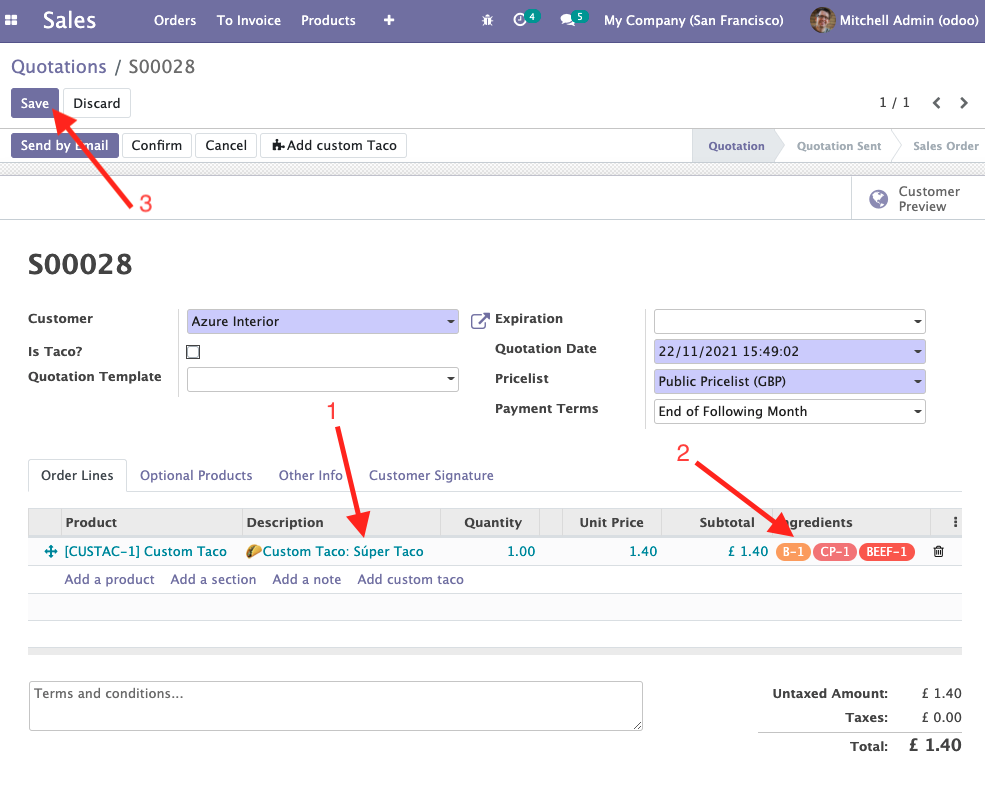 Sales Orders To Invoice Products + 4 5 My Company (San Francisco) Mitchell Admin (odoo)
Quotations / S00028
Save Discard 1 / 1
Send by Email Confirm Cancel Add custom Taco Quotation Quotation Sent Sales Order
3
Customer
Preview
S00028
Customer Azure Interior Expiration
Is Taco? Quotation Date 22/11/2021 15:49:02
Quotation Template Pricelist Public Pricelist (GBP)
1 Payment Terms End of Following Month
2
Order Lines Optional Products Other Info Customer Signature
Product Description Quantity Unit Price Subtotal Ingredients
[CUSTAC-1] Custom Taco 🌮Custom Taco: Súper Taco 1.00 1.40 £ 1.40 B-1 CP-1 BEEF-1
Add a product Add a section Add a note Add custom taco
Terms and conditions... Untaxed Amount: £ 1.40
Taxes: £ 0.00
Total: £ 1.40